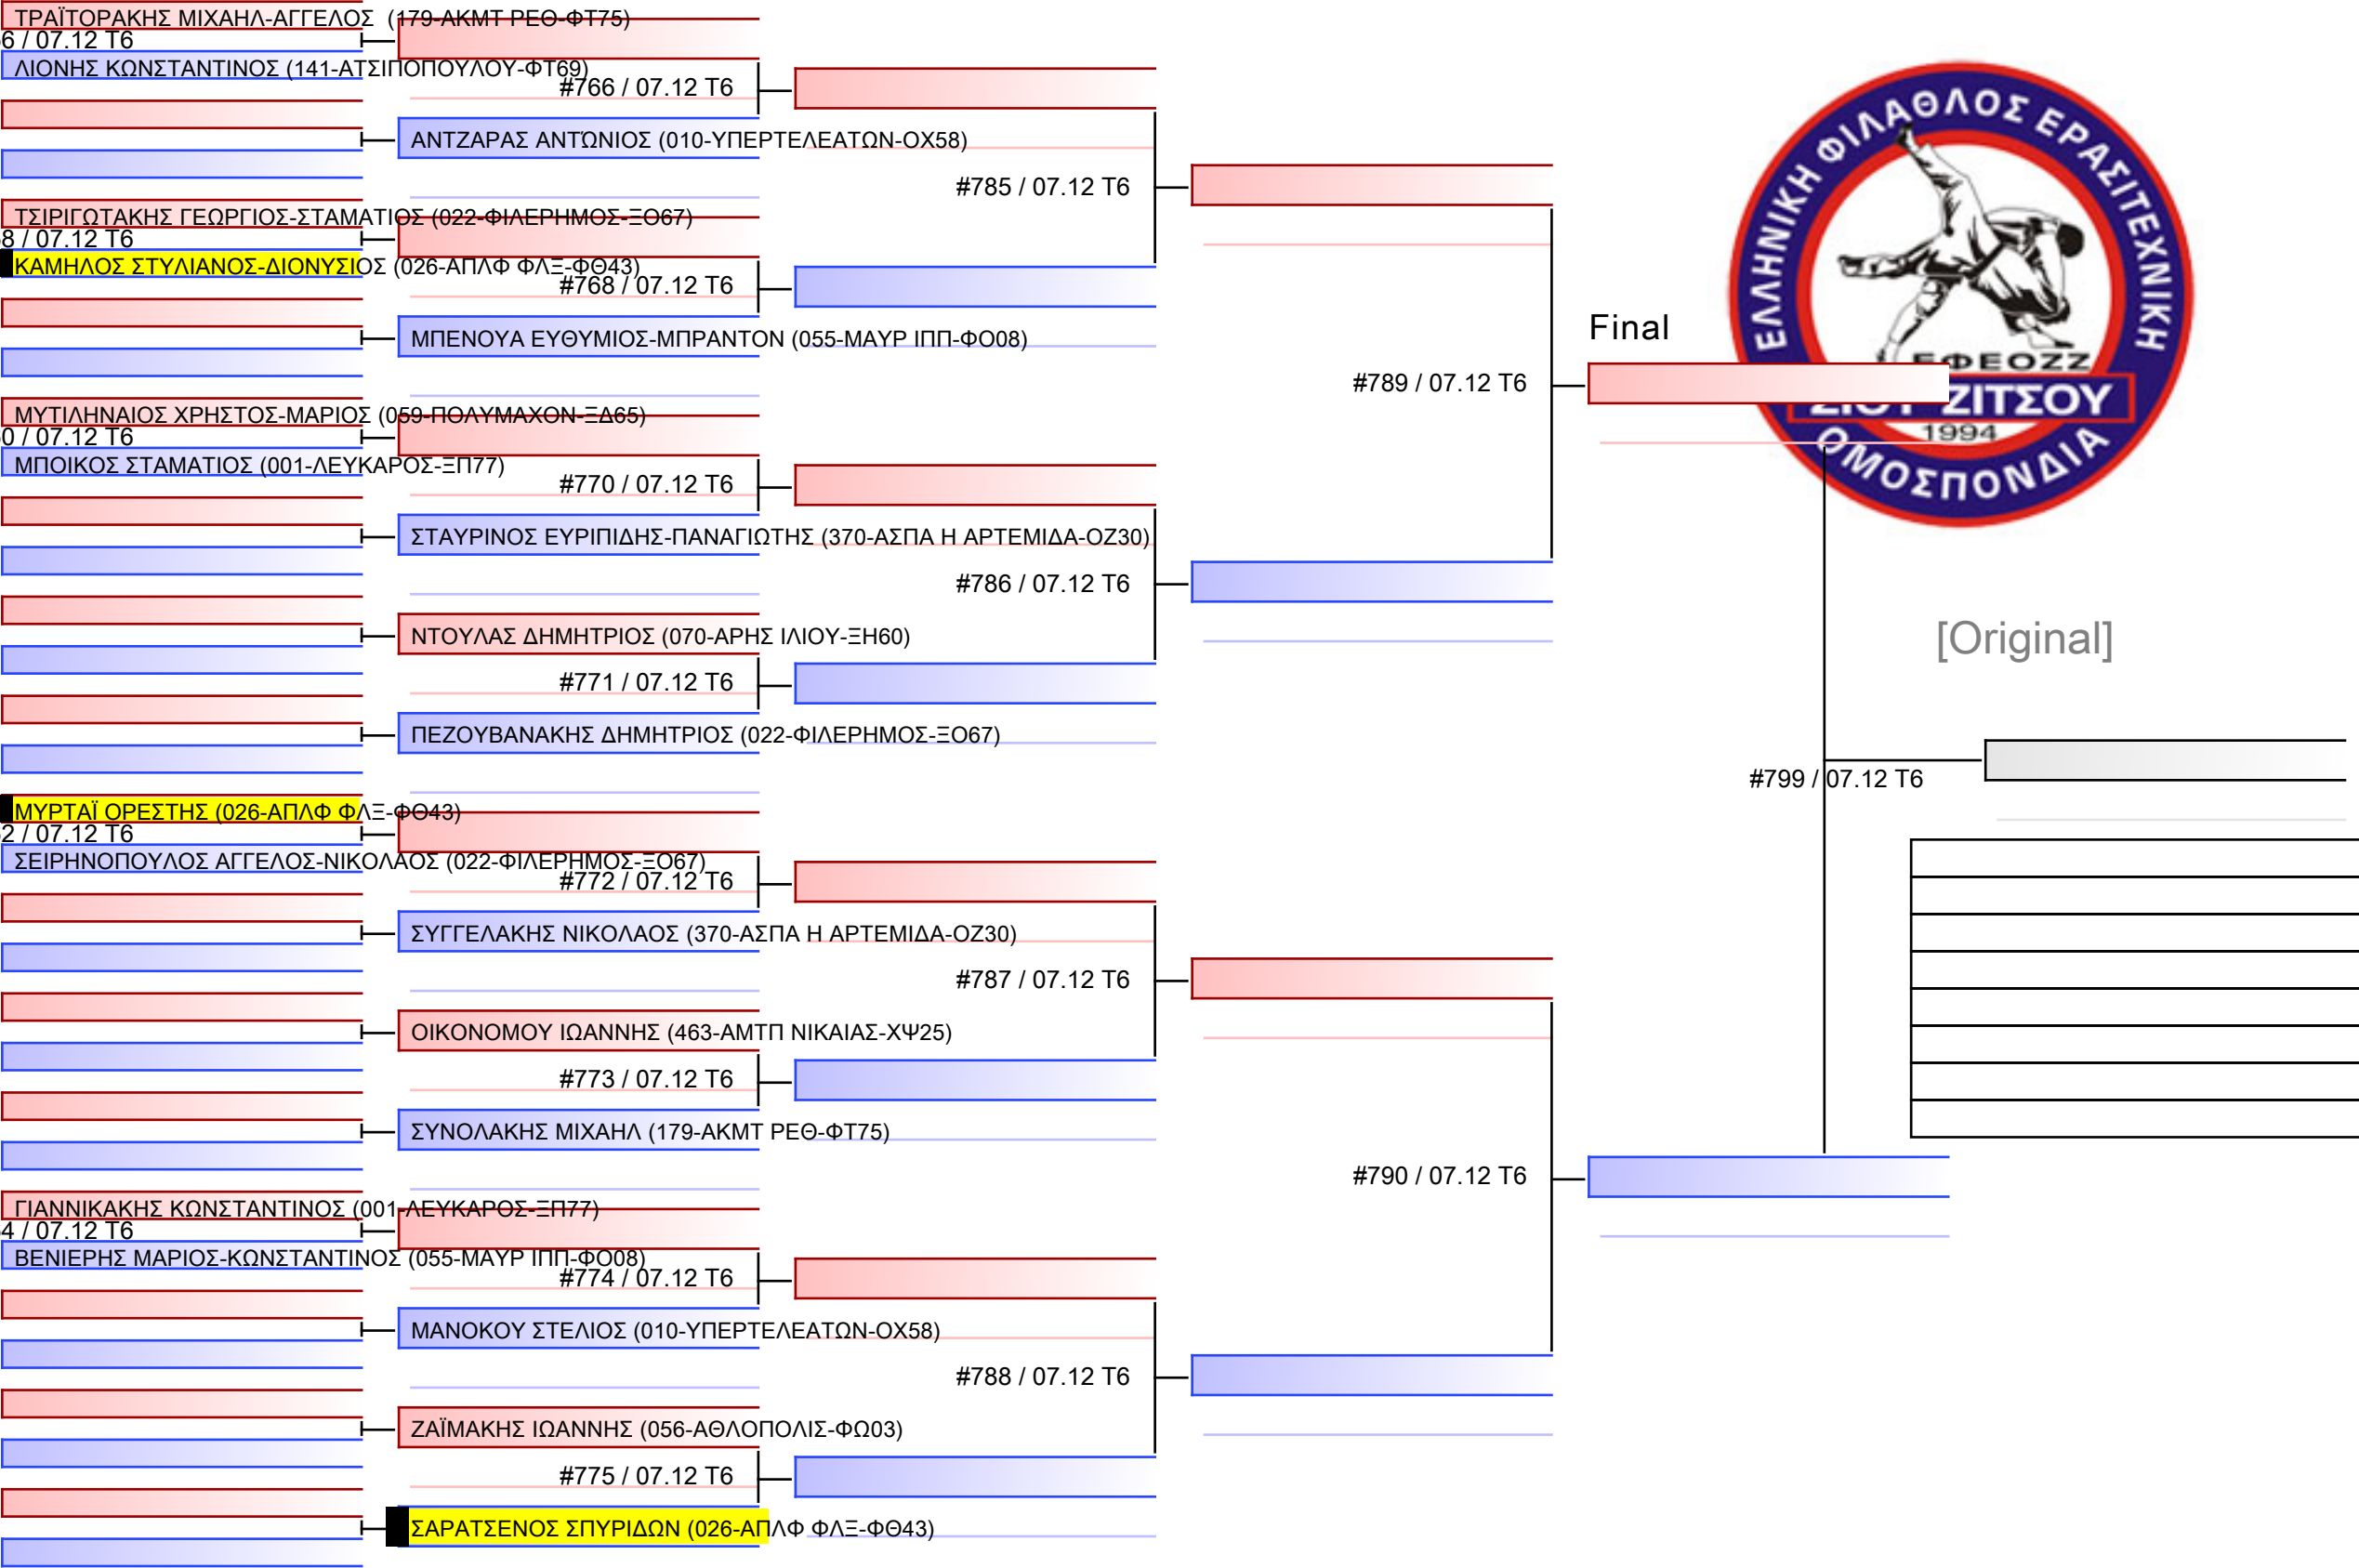 ΤΡΑΪΤΟΡΑΚΗΣ ΜΙΧΑΗΛ-ΑΓΓΕΛΟΣ (179-ΑΚΜΤ ΡΕΘ-ΦΤ75)
6 / 07.12 T6
ΛΙΟΝΗΣ ΚΩΝΣΤΑΝΤΙΝΟΣ (141-ΑΤΣΙΠΟΠΟΥΛΟΥ-ΦΤ69)
#766 / 07.12 T6
ΑΝΤΖΑΡΑΣ ΑΝΤΏΝΙΟΣ (010-ΥΠΕΡΤΕΛΕΑΤΩΝ-ΟΧ58)
#785 / 07.12 T6
ΤΣΙΡΙΓΩΤΑΚΗΣ ΓΕΩΡΓΙΟΣ-ΣΤΑΜΑΤΙΟΣ (022-ΦΙΛΕΡΗΜΟΣ-ΞΟ67)
8 / 07.12 T6
ΚΑΜΗΛΟΣ ΣΤΥΛΙΑΝΟΣ-ΔΙΟΝΥΣΙΟΣ (026-ΑΠΛΦ ΦΛΞ-ΦΘ43)
#768 / 07.12 T6
ΜΠΕΝΟΥΑ ΕΥΘΥΜΙΟΣ-ΜΠΡΑΝΤΟΝ (055-ΜΑΥΡ ΙΠΠ-ΦΟ08)
#789 / 07.12 T6
ΜΥΤΙΛΗΝΑΙΟΣ ΧΡΗΣΤΟΣ-ΜΑΡΙΟΣ (059-ΠΟΛΥΜΑΧΟΝ-ΞΔ65)
0 / 07.12 T6
ΜΠΟΙΚΟΣ ΣΤΑΜΑΤΙΟΣ (001-ΛΕΥΚΑΡΟΣ-ΞΠ77)
#770 / 07.12 T6
ΣΤΑΥΡΙΝΟΣ ΕΥΡΙΠΙΔΗΣ-ΠΑΝΑΓΙΩΤΗΣ (370-ΑΣΠΑ Η ΑΡΤΕΜΙΔΑ-ΟΖ30)
#786 / 07.12 T6
ΝΤΟΥΛΑΣ ΔΗΜΗΤΡΙΟΣ (070-ΑΡΗΣ ΙΛΙΟΥ-ΞΗ60)
#771 / 07.12 T6
ΠΕΖΟΥΒΑΝΑΚΗΣ ΔΗΜΗΤΡΙΟΣ (022-ΦΙΛΕΡΗΜΟΣ-ΞΟ67)
ΜΥΡΤΑΪ ΟΡΕΣΤΗΣ (026-ΑΠΛΦ ΦΛΞ-ΦΘ43)
2 / 07.12 T6
ΣΕΙΡΗΝΟΠΟΥΛΟΣ ΑΓΓΕΛΟΣ-ΝΙΚΟΛΑΟΣ (022-ΦΙΛΕΡΗΜΟΣ-ΞΟ67)
#772 / 07.12 T6
ΣΥΓΓΕΛΑΚΗΣ ΝΙΚΟΛΑΟΣ (370-ΑΣΠΑ Η ΑΡΤΕΜΙΔΑ-ΟΖ30)
#787 / 07.12 T6
ΟΙΚΟΝΟΜΟΥ ΙΩΑΝΝΗΣ (463-ΑΜΤΠ ΝΙΚΑΙΑΣ-ΧΨ25)
#773 / 07.12 T6
ΣΥΝΟΛΑΚΗΣ ΜΙΧΑΗΛ (179-ΑΚΜΤ ΡΕΘ-ΦΤ75)
#790 / 07.12 T6
ΓΙΑΝΝΙΚΑΚΗΣ ΚΩΝΣΤΑΝΤΙΝΟΣ (001-ΛΕΥΚΑΡΟΣ-ΞΠ77)
4 / 07.12 T6
ΒΕΝΙΕΡΗΣ ΜΑΡΙΟΣ-ΚΩΝΣΤΑΝΤΙΝΟΣ (055-ΜΑΥΡ ΙΠΠ-ΦΟ08)
#774 / 07.12 T6
ΜΑΝΟΚΟΥ ΣΤΕΛΙΟΣ (010-ΥΠΕΡΤΕΛΕΑΤΩΝ-ΟΧ58)
#788 / 07.12 T6
ΖΑΪΜΑΚΗΣ ΙΩΑΝΝΗΣ (056-ΑΘΛΟΠΟΛΙΣ-ΦΩ03)
#775 / 07.12 T6
ΣΑΡΑΤΣΕΝΟΣ ΣΠΥΡΙΔΩΝ (026-ΑΠΛΦ ΦΛΞ-ΦΘ43)
ΕΛΛΗΝΙΚΗ ΦΙΛΑΘΛΟΣ ΕΡΑΣΙΤΕΧΝΙΚΗ
Final
ΕΦΕΟΖΖ
ΖΙΟΥ ΖΙΤΣΟΥ
1994
ΟΜΟΣΠΟΝΔΙΑ
[Original]
#799 / 07.12 T6